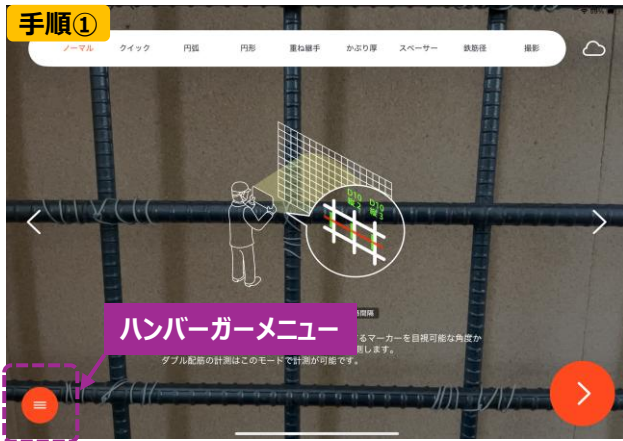 手順①
ノーマル
クイック
円弧
円形
重ね継手
かぶり厚
スペーサー
鉄筋径
撮影
D10
D10
間隔
ハンバーガーメニュー
るマーカーを目視可能な角度か
測します。
ダブル配筋の計測はこのモードで計測が可能です。